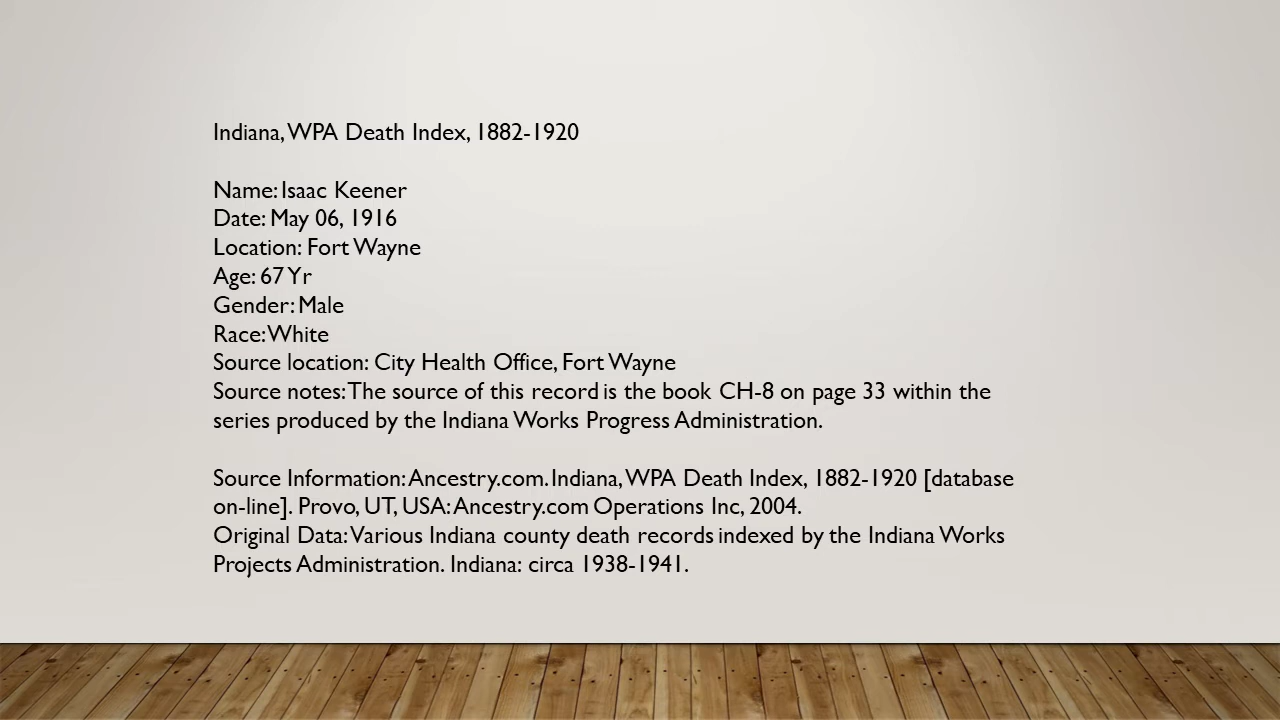 Indiana, WPA Death Index, 1882-1920
Name: Isaac Keener
Date: May 06, 1916
Location: Fort Wayne
Age: 67 Yr
Gender: Male
Race: White
Source location: City Health Office, Fort Wayne
Source notes: The source of this record is the book CH-8 on page 33 within the
series produced by the Indiana Works Progress Administration.
Source Information: Ancestry.com. Indiana, WPA Death Index, 1882-1920 [database
on-line]. Provo, UT, USA: Ancestry.com Operations Inc, 2004.
Original Data: Various Indiana county death records indexed by the Indiana Works
Projects Administration. Indiana: circa 1938-1941.